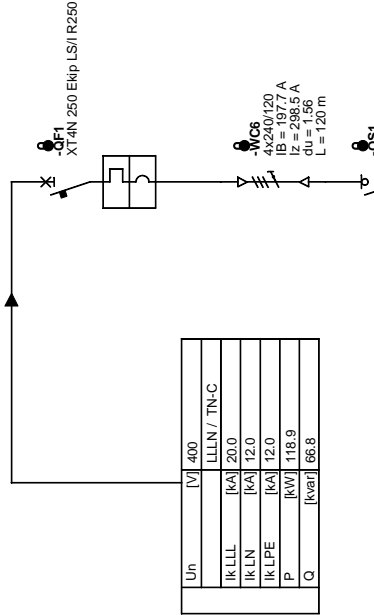 -QF1
XT4N 250 Ekip LS/I R250
-WC6
4x240/120
IB = 197.7 A
Iz = 298.5 A
du = 1.56
L = 120 m
-QS1
Un [V] 400
LLLN / TN-C
Ik LLL [kA] 20.0
Ik LN [kA] 12.0
Ik LPE [kA] 12.0
P [kW] 118.9
Q [kvar] 66.8